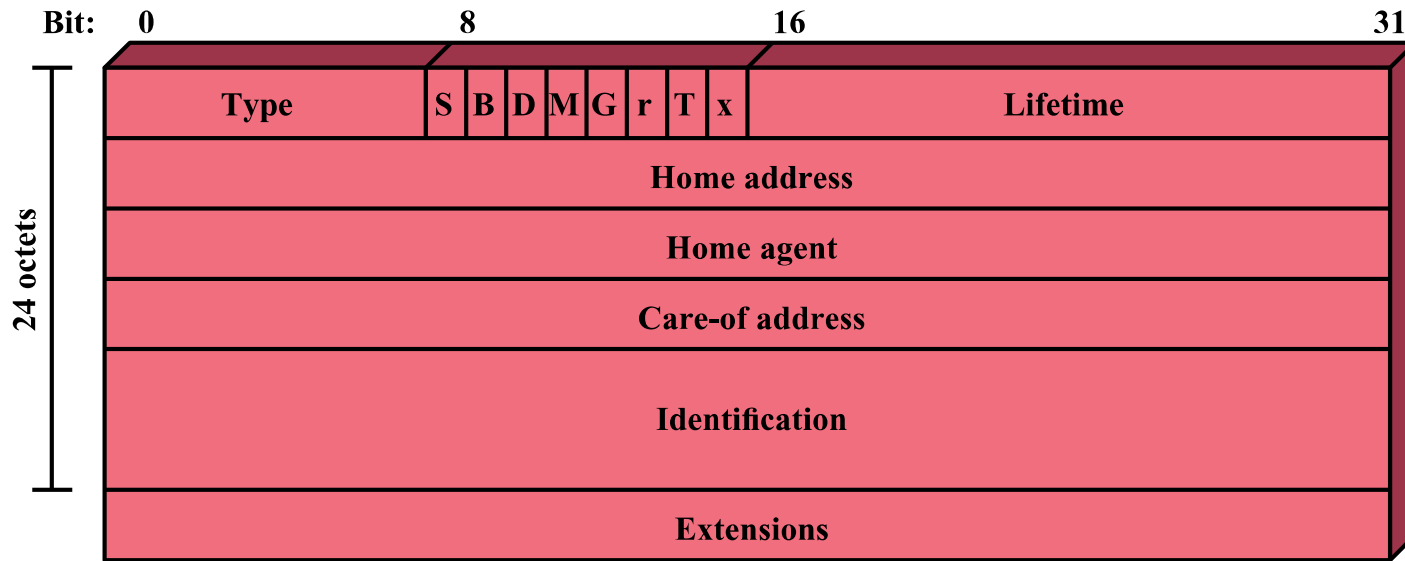 Bit: 0 8 16 31
Type S B D M G r T x Lifetime
Home address
Home agent
Care-of address
24 octets
Identification
Extensions